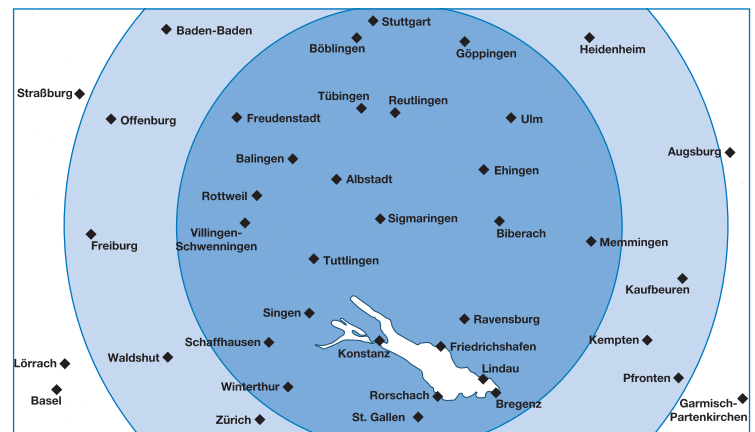 Stuttgart
Baden-Baden
Böblingen
Göppingen
Heidenheim
Straßburg
Tübingen
Reutlingen
Offenburg
Freudenstadt
Ulm
Augsburg
Balingen
Ehingen
Albstadt
Rottweil
Sigmaringen
Villingen-
Schwenningen
Biberach
Freiburg
Memmingen
Tuttlingen
Kaufbeuren
Singen
Ravensburg
Schaffhausen
Konstanz
Friedrichshafen
Kempten
Waldshut
Lörrach
Lindau
Pfronten
Winterthur
Basel
Rorschach
Bregenz
Garmisch-
Partenkirchen
Zürich
St. Gallen